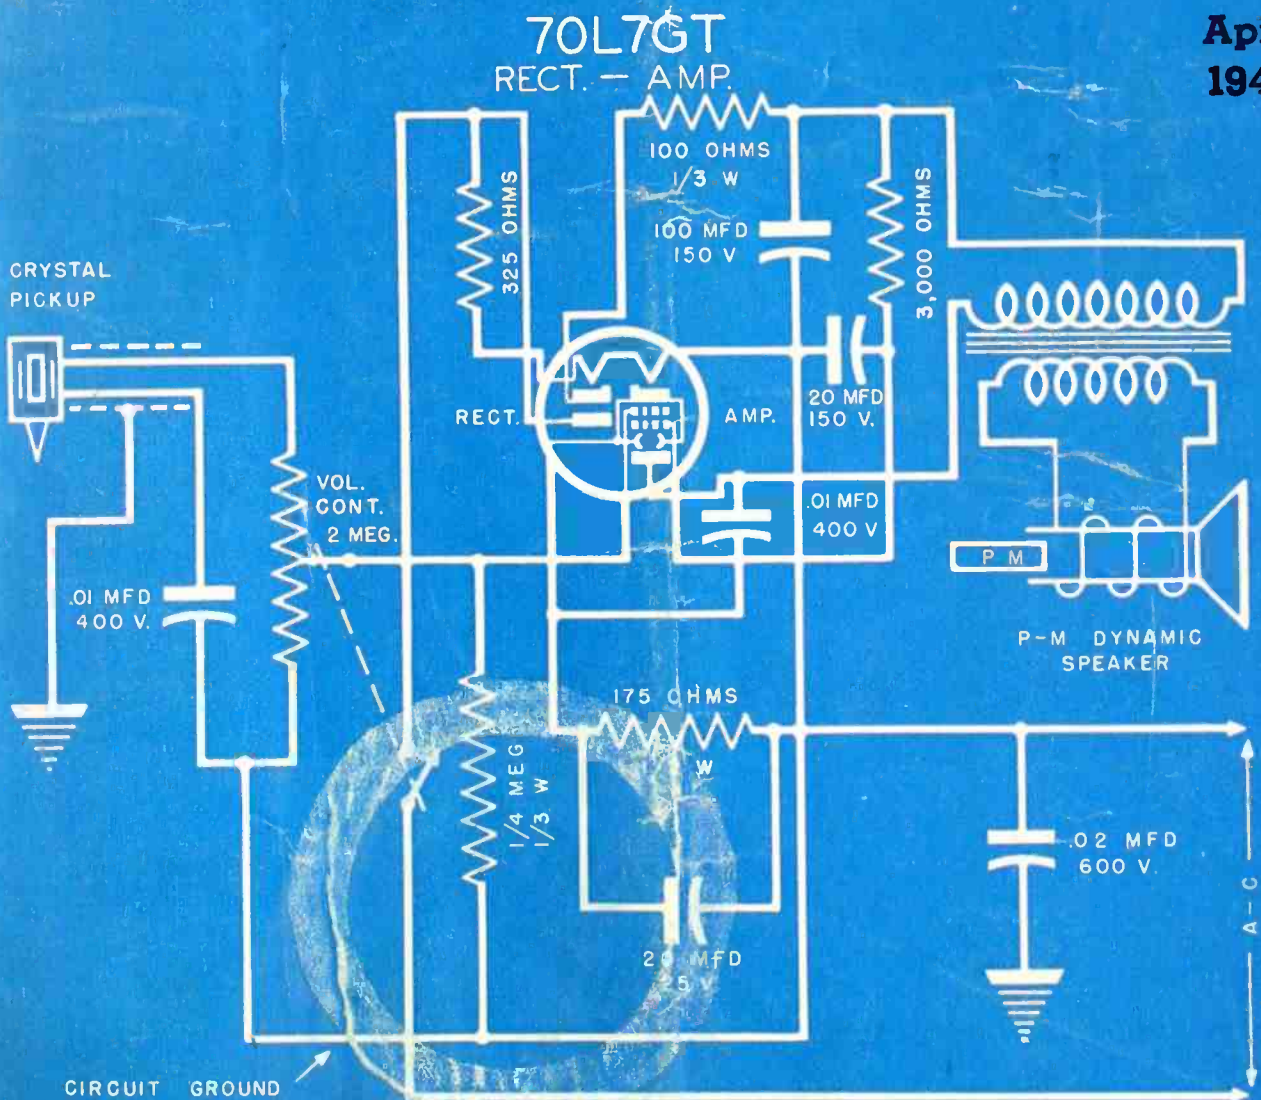 70L7GT
RECT. — AMP.
Ap
194
100 OHMS
1/3 W
325 OHMS
100 MFD
150 V
3,000 OHMS
CRYSTAL
PICKUP
RECT.
AMP.
20 MFD
150 V.
VOL.
CONT.
2 MEG.
.01 MFD
400 V
P M
.01 MFD
400 V.
P-M DYNAMIC
SPEAKER
175 OHMS
W
1/4 MEG
1/3 W
.02 MFD
600 V.
A-C
20 MFD
25 V
CIRCUIT GROUND